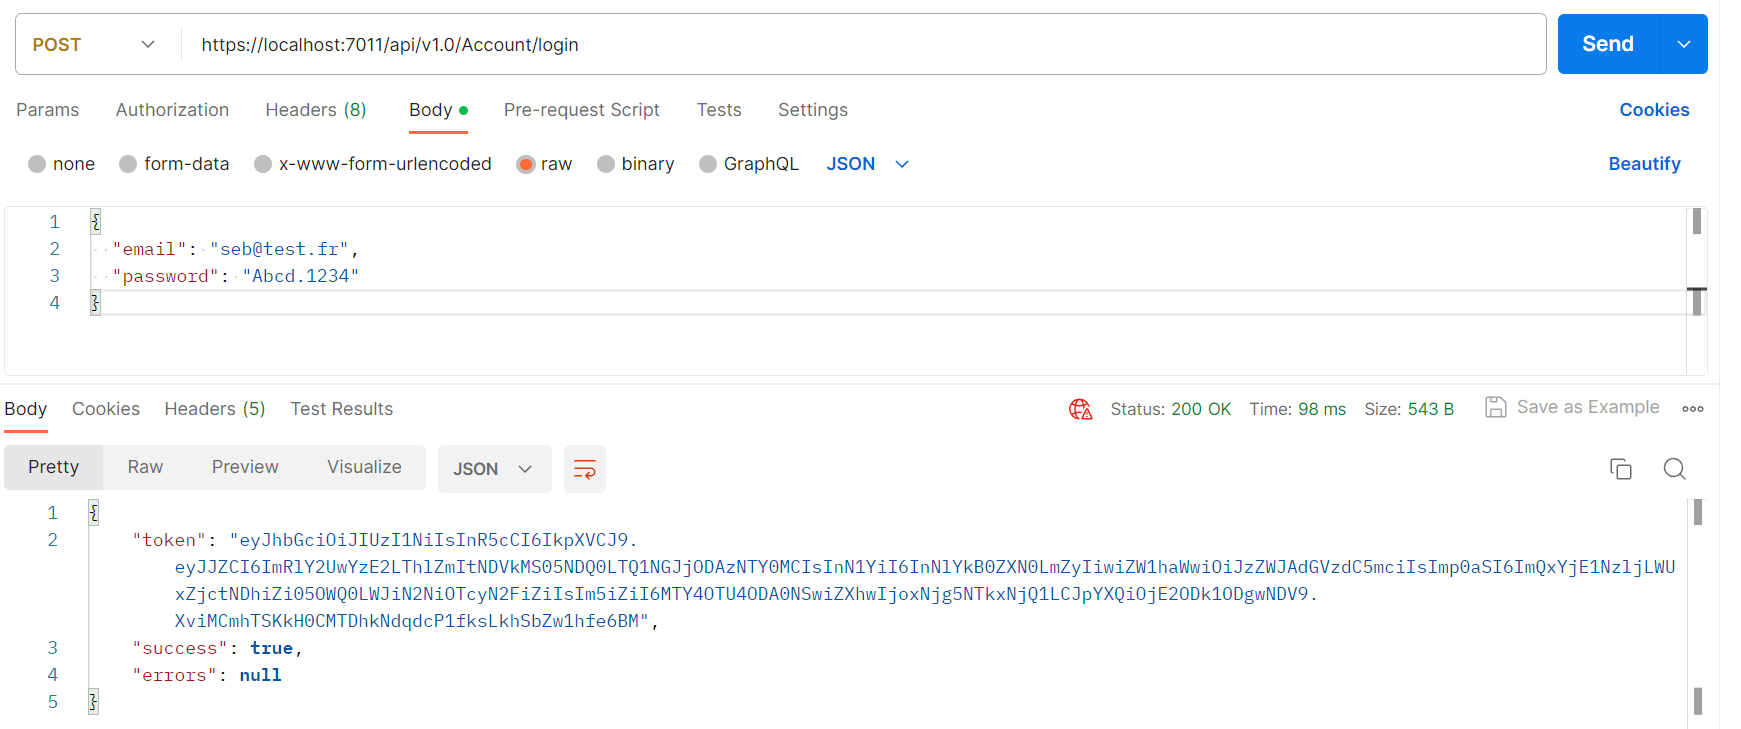 POST https://localhost:7011/api/v1.0/Account/login Send
Params Authorization Headers (8) Body Pre-request Script Tests Settings Cookies
none form-data x-www-form-urlencoded raw binary GraphQL JSON Beautify
1 {
2 "email": "seb@test.fr",
3 "password": "Abcd.1234"
4 }
Body Cookies Headers (5) Test Results Status: 200 OK Time: 98 ms Size: 543 B Save as Example
Pretty Raw Preview Visualize JSON
1 {
2 "token": "eyJhbGciOiJIUzI1NiIsInR5cCI6IkpXVCJ9.
eyJJZCI6ImRlY2UwYzE2LThlZmItNDVkMS05NDQ0LTQ1NGJjODAzNTY0MCIsInN1YiI6InNlYkB0ZXN0LmZyIiwiZW1haWwiOiJzZWJAdGVzdC5mciIsImp0aSI6ImQxYjE1NzljLWU
xZjctNDhiZi05OWQ0LWJiN2NiOTcyN2FiZiIsIm5iZiI6MTY4OTU4ODA0NSwiZXhwIjoxNjg5NTkxNjQ1LCJpYXQiOjE2ODk1ODgwNDV9.
XviMCmhTSKkH0CMTDhkNdqdcP1fksLkhSbZw1hfe6BM",
3 "success": true,
4 "errors": null
5 }